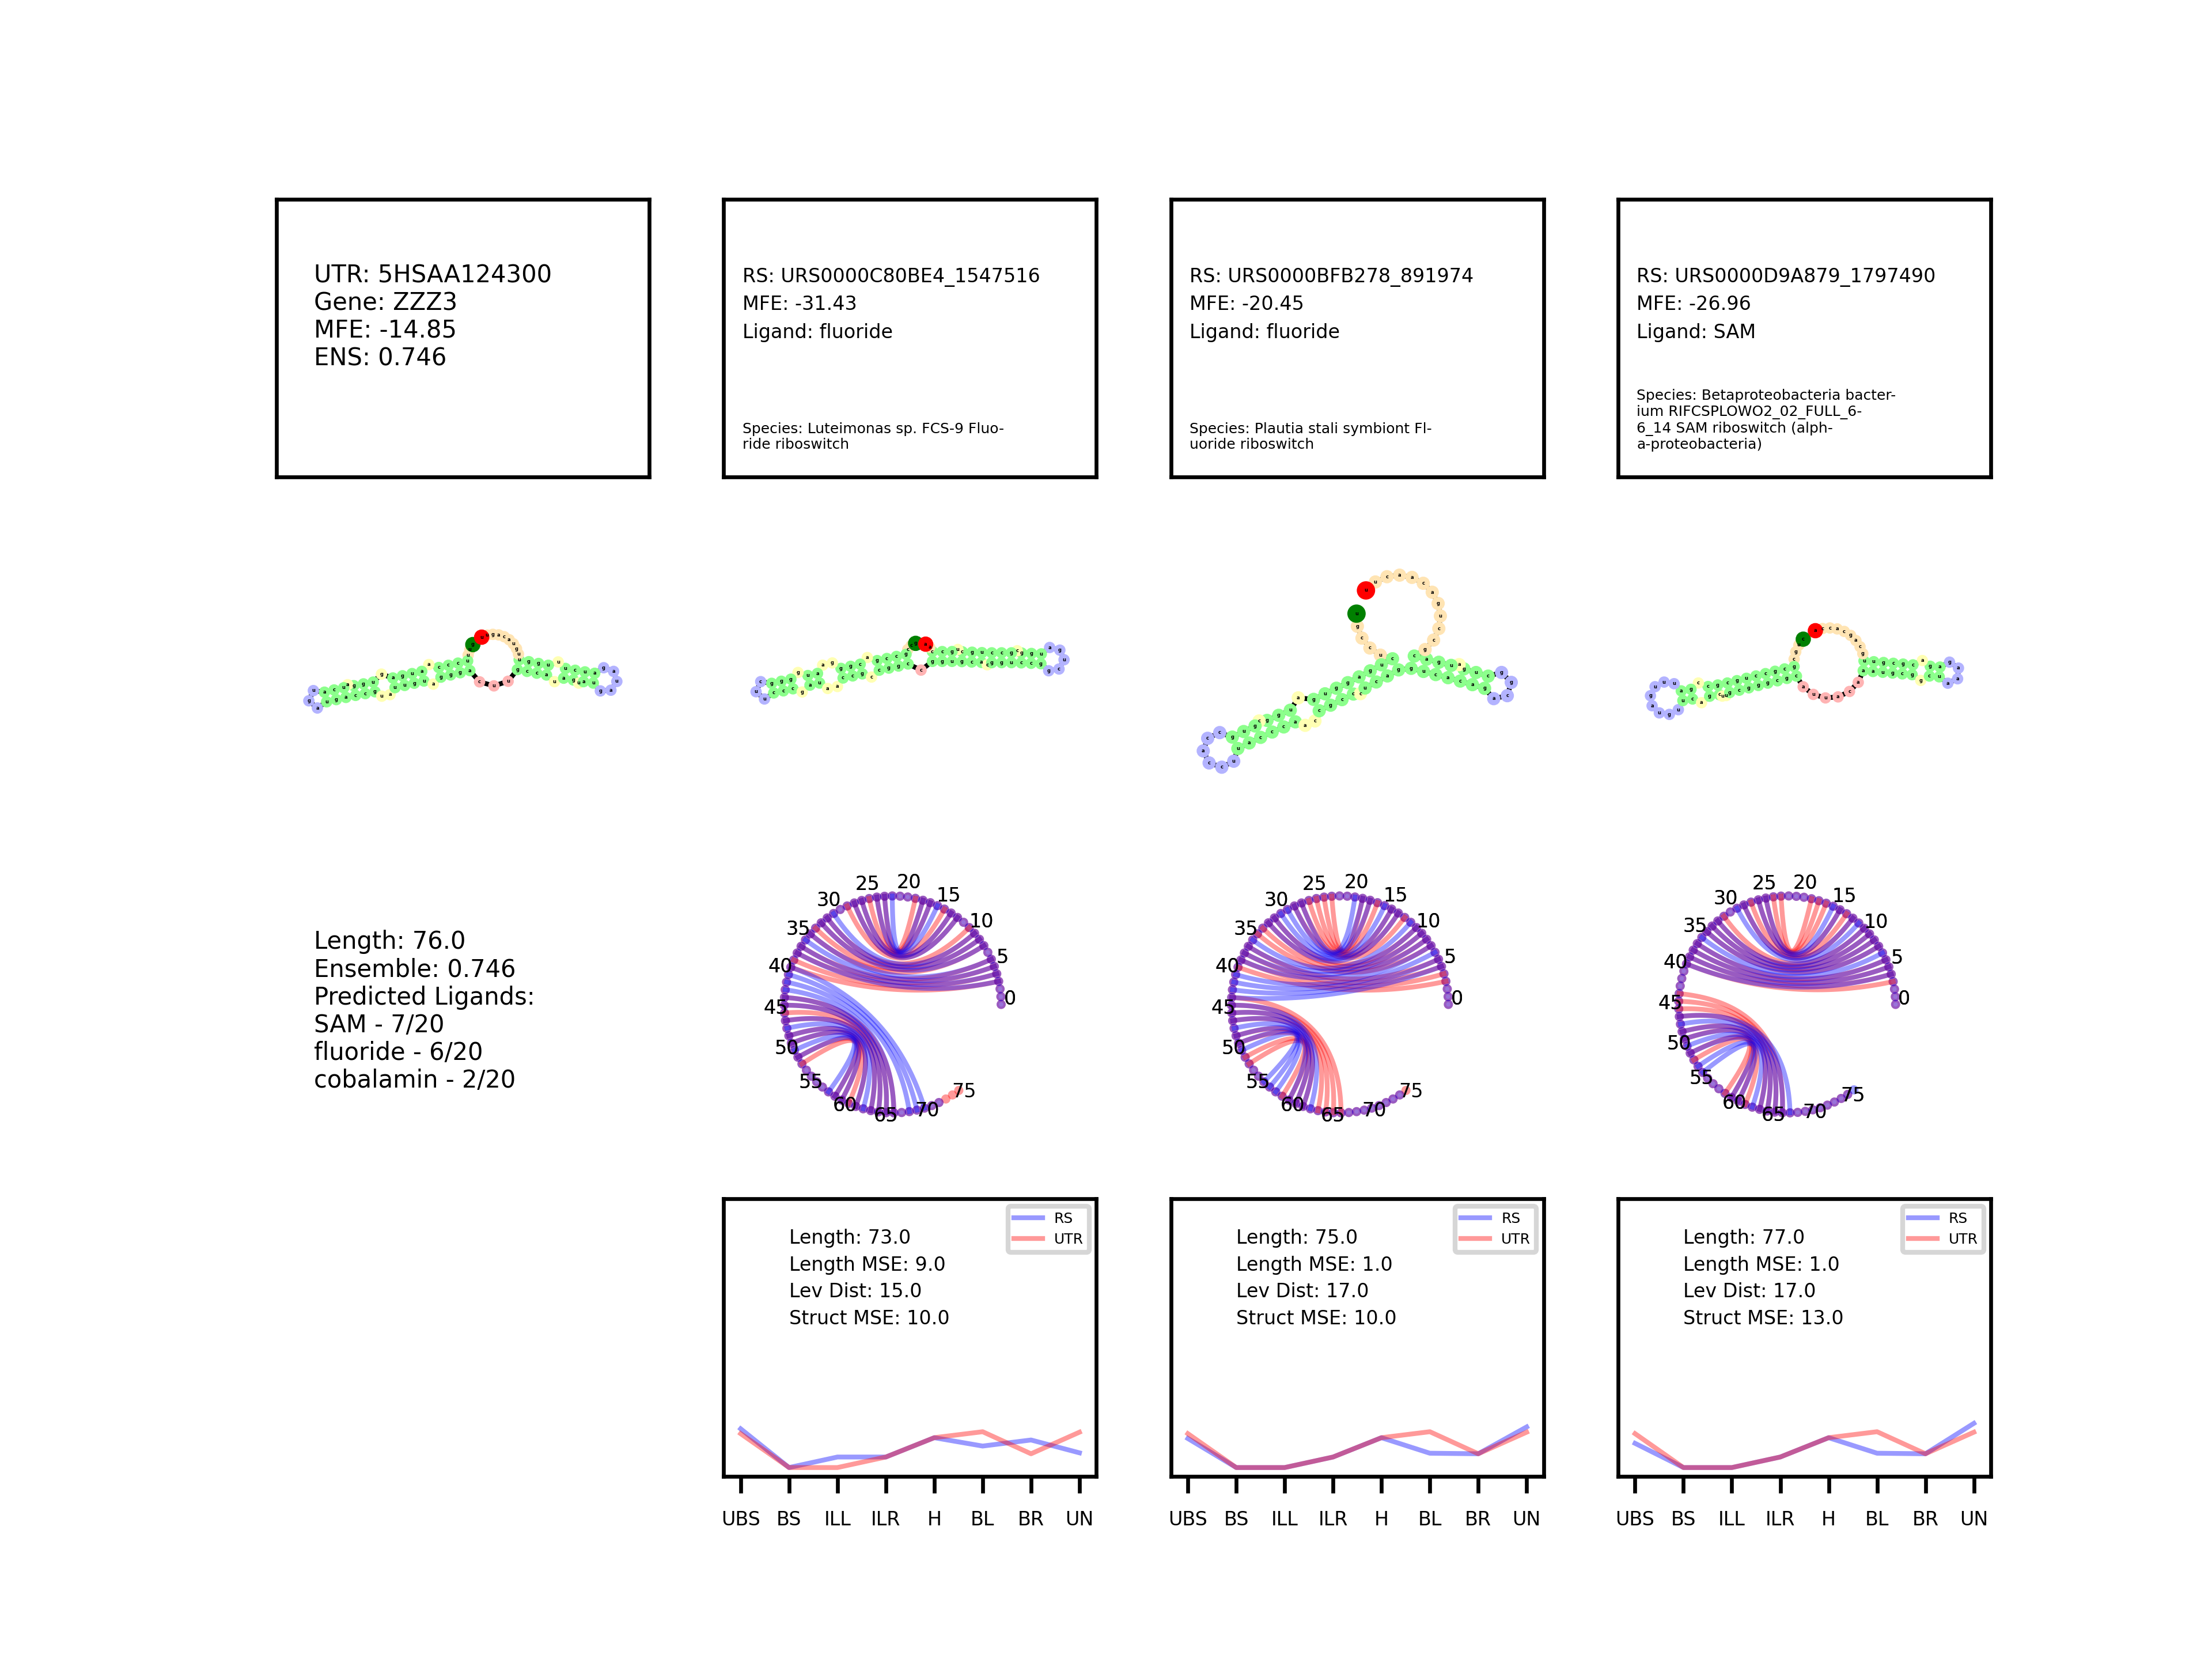 UTR: 5HSAA124300
Gene: ZZZ3
MFE: -14.85
ENS: 0.746
RS: URS0000C80BE4_1547516
MFE: -31.43
Ligand: fluoride
Species: Luteimonas sp. FCS-9 Fluo-
ride riboswitch
RS: URS0000BFB278_891974
MFE: -20.45
Ligand: fluoride
Species: Plautia stali symbiont Fl-
uoride riboswitch
RS: URS0000D9A879_1797490
MFE: -26.96
Ligand: SAM
Species: Betaproteobacteria bacter-
ium RIFCSPLOWO2_02_FULL_6-
6_14 SAM riboswitch (alph-
a-proteobacteria)
Length: 76.0
Ensemble: 0.746
Predicted Ligands:
SAM - 7/20
fluoride - 6/20
cobalamin - 2/20
0
5
10
15
20
25
30
35
40
45
50
55
60
65
70
75
0
5
10
15
20
25
30
35
40
45
50
55
60
65
70
75
0
5
10
15
20
25
30
35
40
45
50
55
60
65
70
75
RS
UTR
Length: 73.0
Length MSE: 9.0
Lev Dist: 15.0
Struct MSE: 10.0
UBS BS ILL ILR H BL BR UN
RS
UTR
Length: 75.0
Length MSE: 1.0
Lev Dist: 17.0
Struct MSE: 10.0
UBS BS ILL ILR H BL BR UN
RS
UTR
Length: 77.0
Length MSE: 1.0
Lev Dist: 17.0
Struct MSE: 13.0
UBS BS ILL ILR H BL BR UN